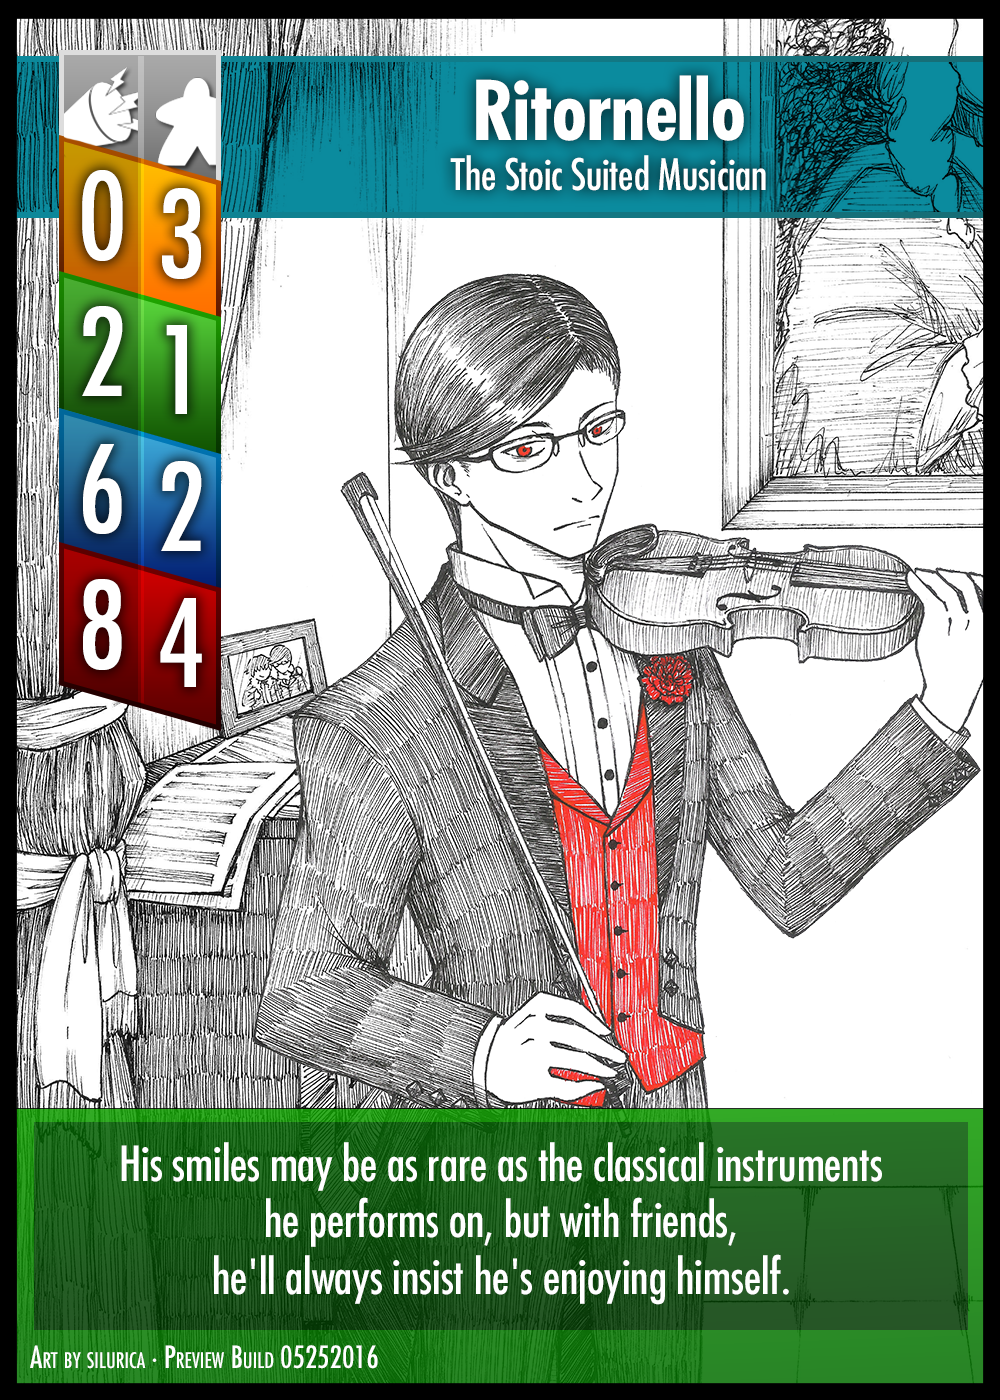 Ritornello
The Stoic Suited Musician
0 3
2 1
6 2
8 4
His smiles may be as rare as the classical instruments
he performs on, but with friends,
he'll always insist he's enjoying himself.
Art by silurica · Preview Build 05252016